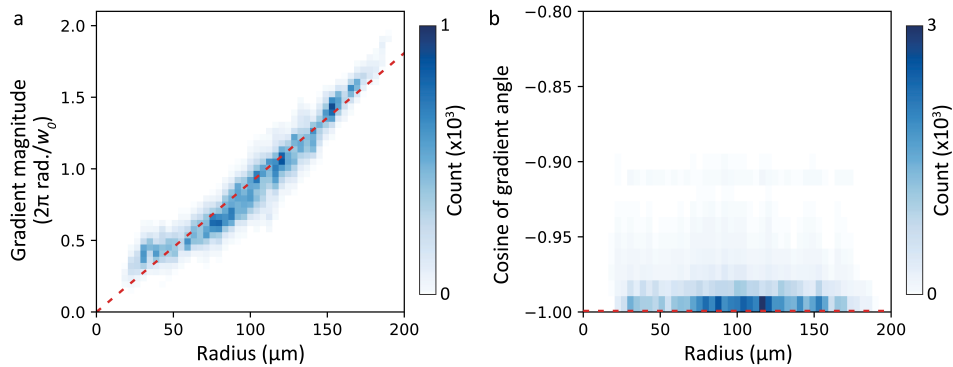 a
Gradient magnitude
(2π rad./w₀)
2.0
1.5
1.0
0.5
0.0
0
50
100
150
200
Radius (µm)
1
Count (x10³)
0
b
Cosine of gradient angle
−0.80
−0.85
−0.90
−0.95
−1.00
0
50
100
150
200
Radius (µm)
3
Count (x10³)
0